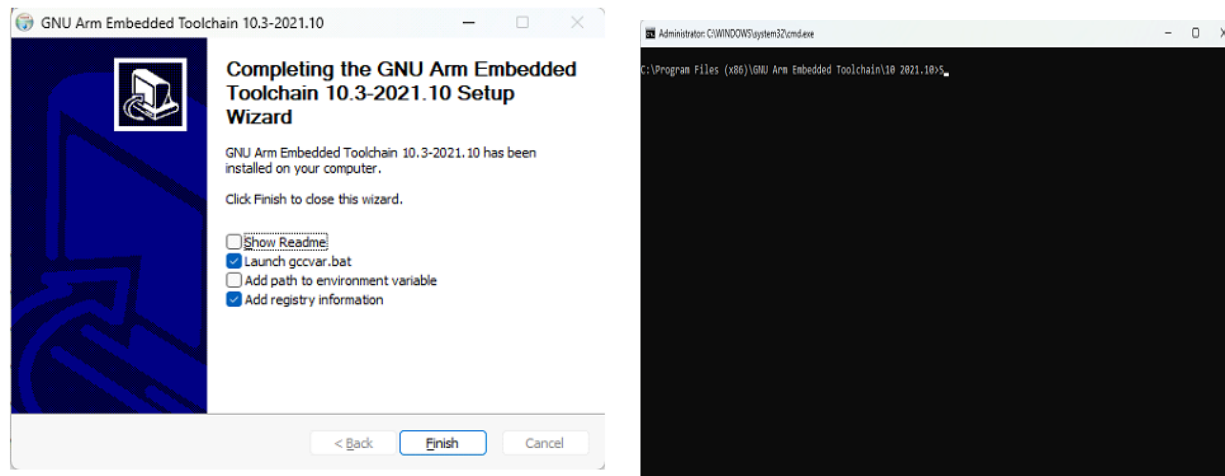 GNU Arm Embedded Toolchain 10.3-2021.10
Completing the GNU Arm Embedded
Toolchain 10.3-2021.10 Setup
Wizard
GNU Arm Embedded Toolchain 10.3-2021.10 has been
installed on your computer.
Click Finish to close this wizard.
Show Readme
Launch gccvar.bat
Add path to environment variable
Add registry information
< Back
Finish
Cancel
Administrator: C:\WINDOWS\system32\cmd.exe
C:\Program Files (x86)\GNU Arm Embedded Toolchain\10 2021.10>S